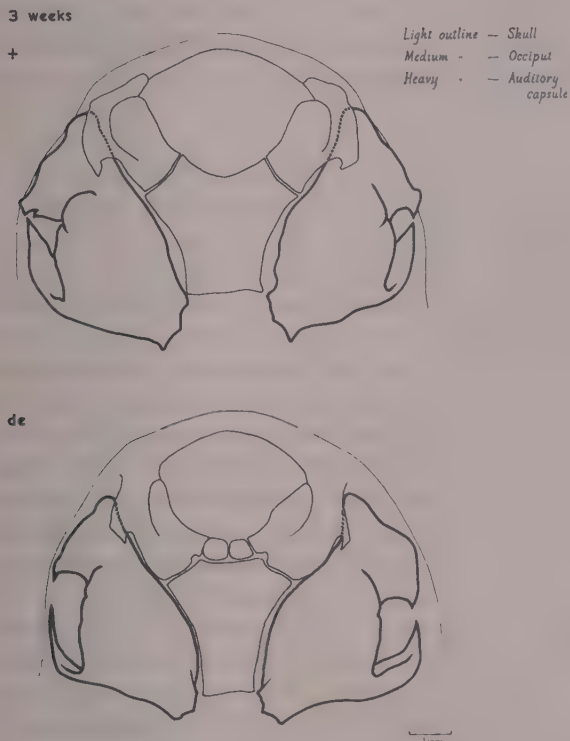 3 weeks
+
Light outline — Skull
Medium " — Occiput
Heavy " — Auditory
capsule
de